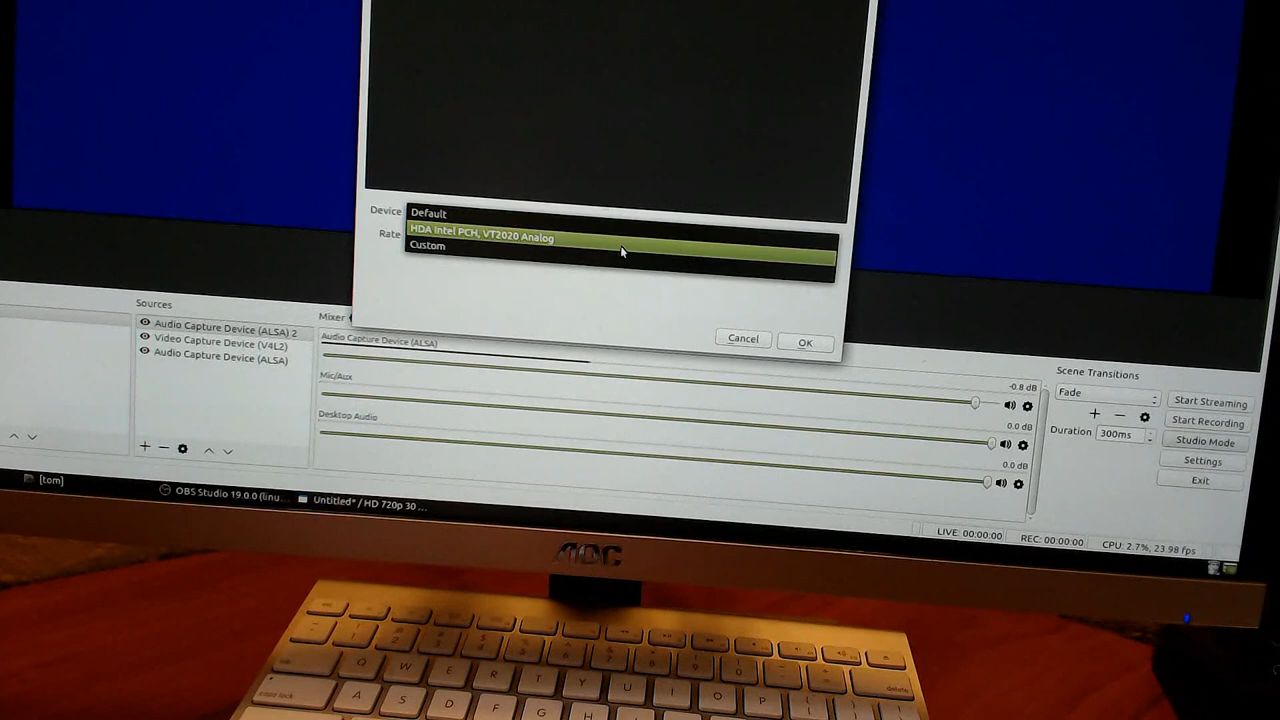 Device
Default
HDA Intel PCH, VT2020 Analog
Rate
Custom
Cancel
OK
Sources
Audio Capture Device (ALSA) 2
Video Capture Device (V4L2)
Audio Capture Device (ALSA)
Mixer
Audio Capture Device (ALSA)
-0.8 dB
Mic/Aux
0.0 dB
Desktop Audio
0.0 dB
Scene Transitions
Fade
Duration
300ms
Start Streaming
Start Recording
Studio Mode
Settings
Exit
[tom]
OBS Studio 19.0.0 (linu...
Untitled* / HD 720p 30 ...
LIVE: 00:00:00
REC: 00:00:00
CPU: 2.7%, 23.98 fps
AOC
Q W E R T Y U I O P
delete
caps lock
A S D F G H J K L